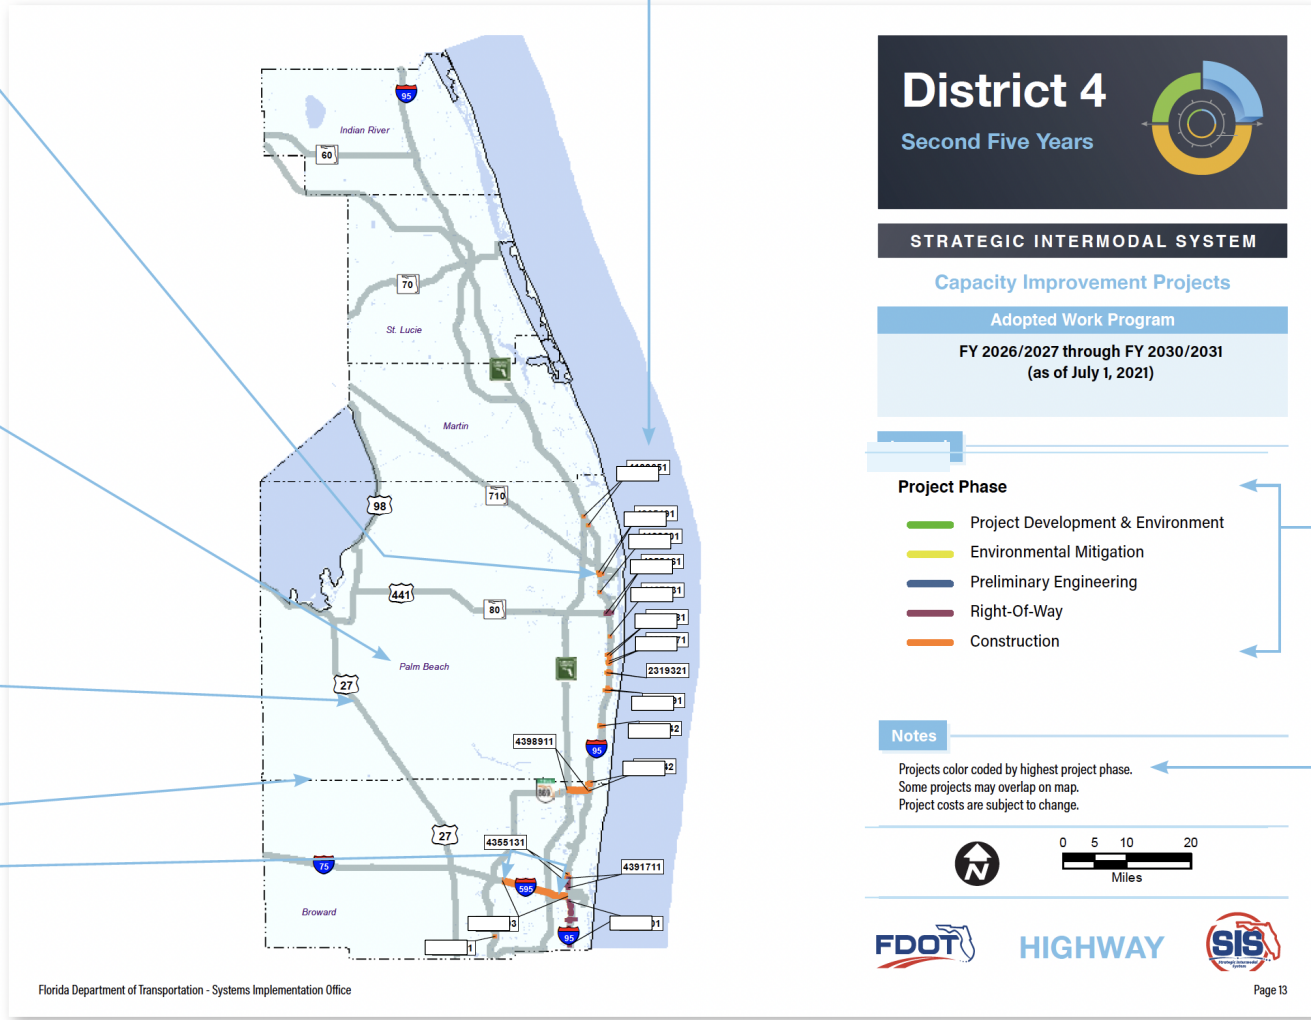 95
Indian River
60
70
St. Lucie
Martin
710
98
441
80
Palm Beach
2319321
27
95
4398911
27
4355131
4391711
75
595
Broward
95
District 4
Second Five Years
STRATEGIC INTERMODAL SYSTEM
Capacity Improvement Projects
Adopted Work Program
FY 2026/2027 through FY 2030/2031
(as of July 1, 2021)
Project Phase
Project Development & Environment
Environmental Mitigation
Preliminary Engineering
Right-Of-Way
Construction
Notes
Projects color coded by highest project phase.
Some projects may overlap on map.
Project costs are subject to change.
N
0 5 10 20
Miles
FDOT
HIGHWAY
SIS
Strategic Intermodal
System
Florida Department of Transportation - Systems Implementation Office
Page 13